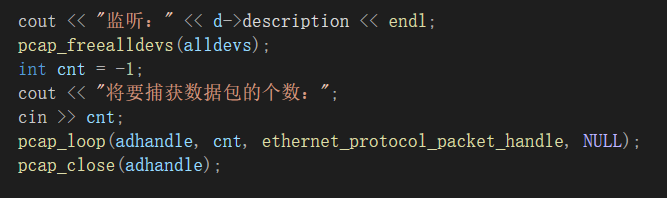 cout << "监听：" << d->description << endl;
pcap_freealldevs(alldevs);
int cnt = -1;
cout << "将要捕获数据包的个数：";
cin >> cnt;
pcap_loop(adhandle, cnt, ethernet_protocol_packet_handle, NULL);
pcap_close(adhandle);